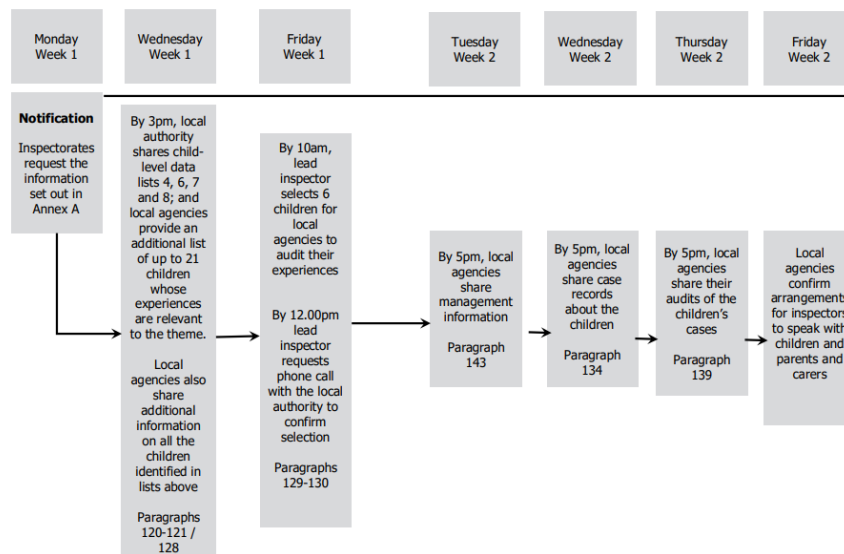 Monday
Week 1
Wednesday
Week 1
Friday
Week 1
Tuesday
Week 2
Wednesday
Week 2
Thursday
Week 2
Friday
Week 2
Notification
Inspectorates
request the
information
set out in
Annex A
By 3pm, local
authority
shares child-
level data
lists 4, 6, 7
and 8; and
local agencies
provide an
additional list
of up to 21
children
whose
experiences
are relevant
to the theme.
Local
agencies also
share
additional
information
on all the
children
identified in
lists above
Paragraphs
120-121 /
128
By 10am,
lead
inspector
selects 6
children for
local
agencies to
audit their
experiences
By 12.00pm
lead
inspector
requests
phone call
with the local
authority to
confirm
selection
Paragraphs
129-130
By 5pm, local
agencies
share
management
information
Paragraph
143
By 5pm, local
agencies
share case
records
about the
children
Paragraph
134
By 5pm, local
agencies
share their
audits of the
children's
cases
Paragraph
139
Local
agencies
confirm
arrangements
for inspectors
to speak with
children and
parents and
carers